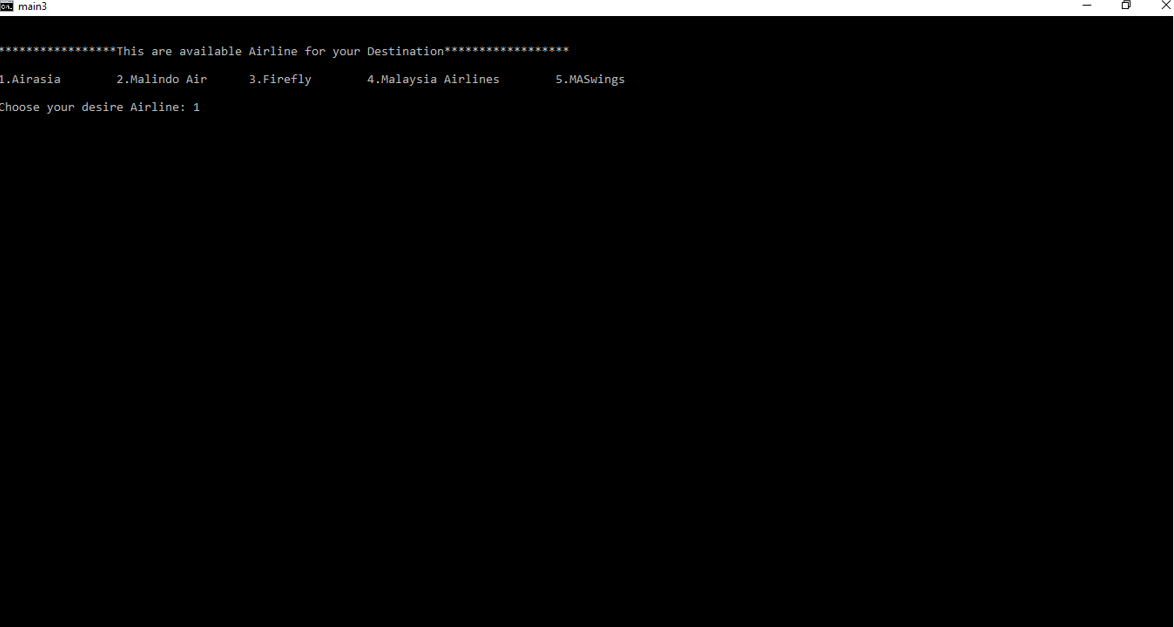 main3
*****************This are available Airline for your Destination******************
1.Airasia 2.Malindo Air 3.Firefly 4.Malaysia Airlines 5.MASwings
Choose your desire Airline: 1